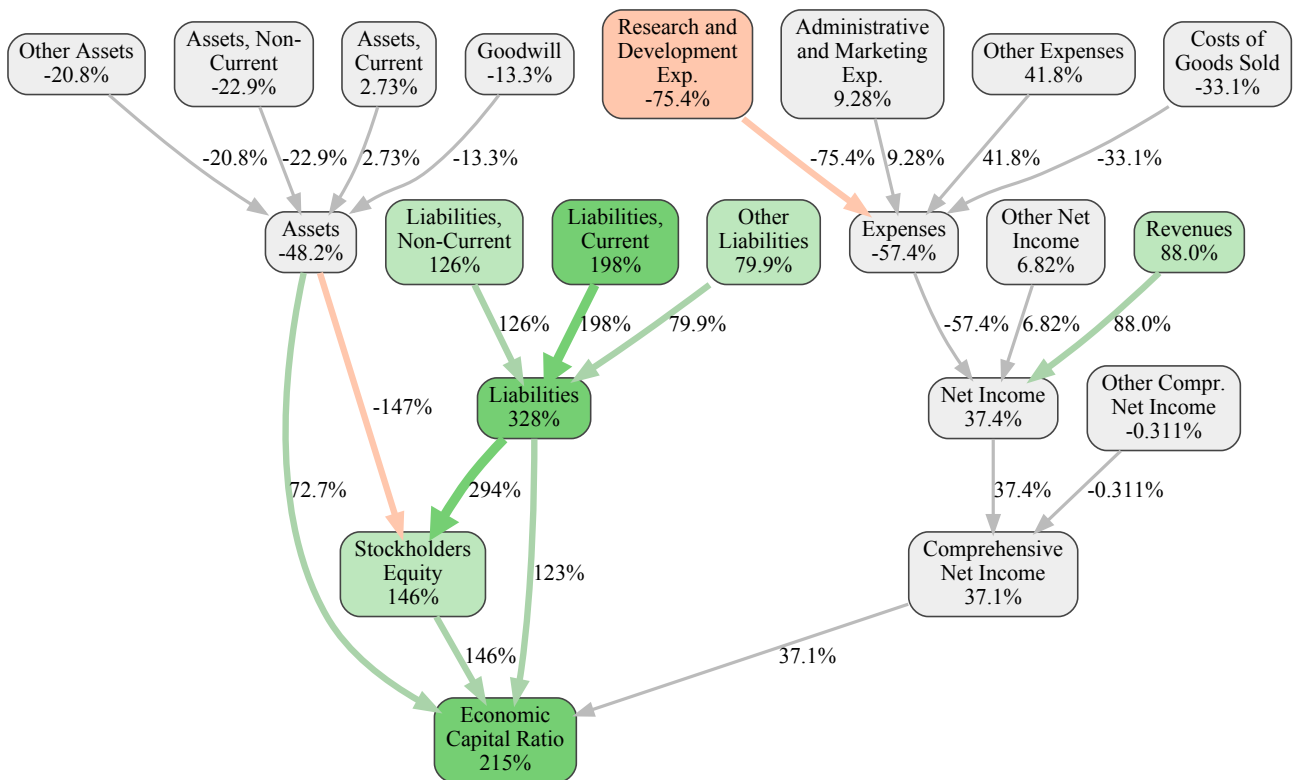 Other Assets
-20.8%
Assets, Non-
Current
-22.9%
Assets,
Current
2.73%
Goodwill
-13.3%
Research and
Development
Exp.
-75.4%
Administrative
and Marketing
Exp.
9.28%
Other Expenses
41.8%
Costs of
Goods Sold
-33.1%
-20.8%
-22.9%
2.73%
-13.3%
-75.4%
9.28%
41.8%
-33.1%
Assets
-48.2%
Liabilities,
Non-Current
126%
Liabilities,
Current
198%
Other
Liabilities
79.9%
Expenses
-57.4%
Other Net
Income
6.82%
Revenues
88.0%
126%
198%
79.9%
-57.4%
6.82%
88.0%
-147%
Liabilities
328%
Net Income
37.4%
Other Compr.
Net Income
-0.311%
72.7%
294%
37.4%
-0.311%
Stockholders
Equity
146%
123%
Comprehensive
Net Income
37.1%
146%
37.1%
Economic
Capital Ratio
215%